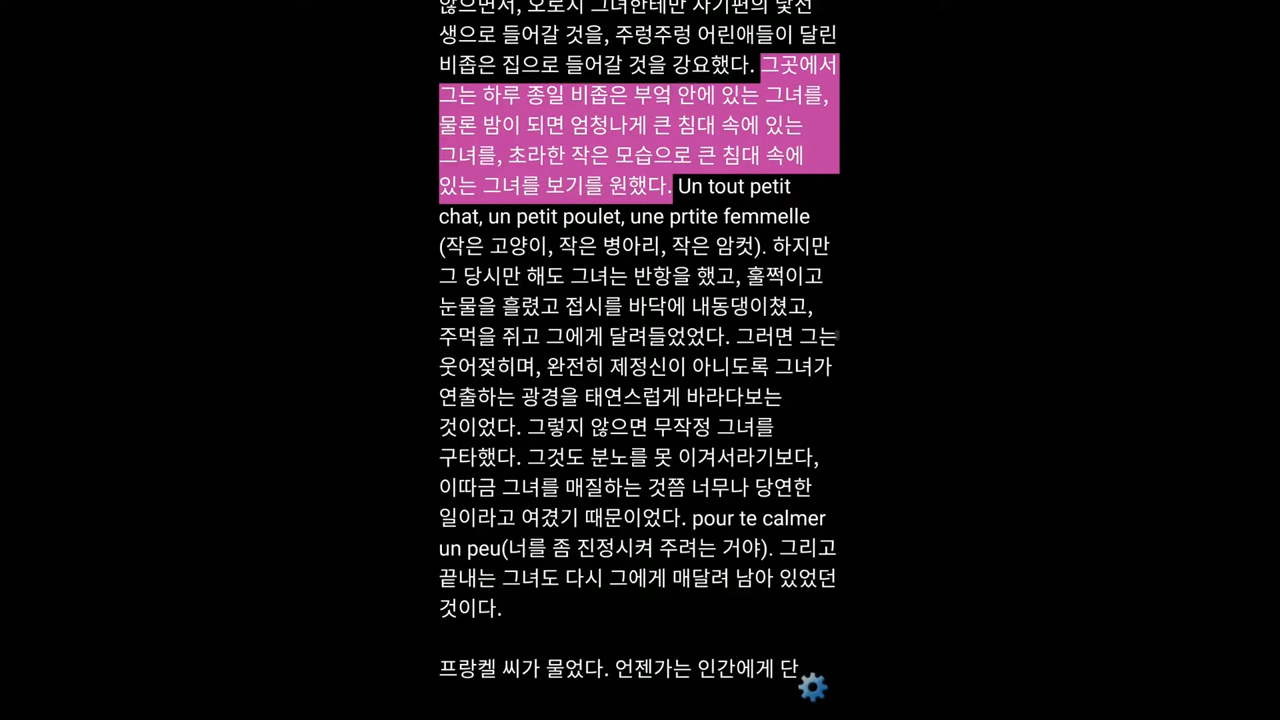 않으면서, 오로지 그녀한테만 자기편의 낯선
생으로 들어갈 것을, 주렁주렁 어린애들이 달린
비좁은 집으로 들어갈 것을 강요했다. 그곳에서
그는 하루 종일 비좁은 부엌 안에 있는 그녀를,
물론 밤이 되면 엄청나게 큰 침대 속에 있는
그녀를, 초라한 작은 모습으로 큰 침대 속에
있는 그녀를 보기를 원했다. Un tout petit
chat, un petit poulet, une prtite femmelle
(작은 고양이, 작은 병아리, 작은 암컷). 하지만
그 당시만 해도 그녀는 반항을 했고, 훌쩍이고
눈물을 흘렸고 접시를 바닥에 내동댕이쳤고,
주먹을 쥐고 그에게 달려들었었다. 그러면 그는
웃어젖히며, 완전히 제정신이 아니도록 그녀가
연출하는 광경을 태연스럽게 바라다보는
것이었다. 그렇지 않으면 무작정 그녀를
구타했다. 그것도 분노를 못 이겨서라기보다,
이따금 그녀를 매질하는 것쯤 너무나 당연한
일이라고 여겼기 때문이었다. pour te calmer
un peu(너를 좀 진정시켜 주려는 거야). 그리고
끝내는 그녀도 다시 그에게 매달려 남아 있었던
것이다.
프랑켈 씨가 물었다. 언젠가는 인간에게 단